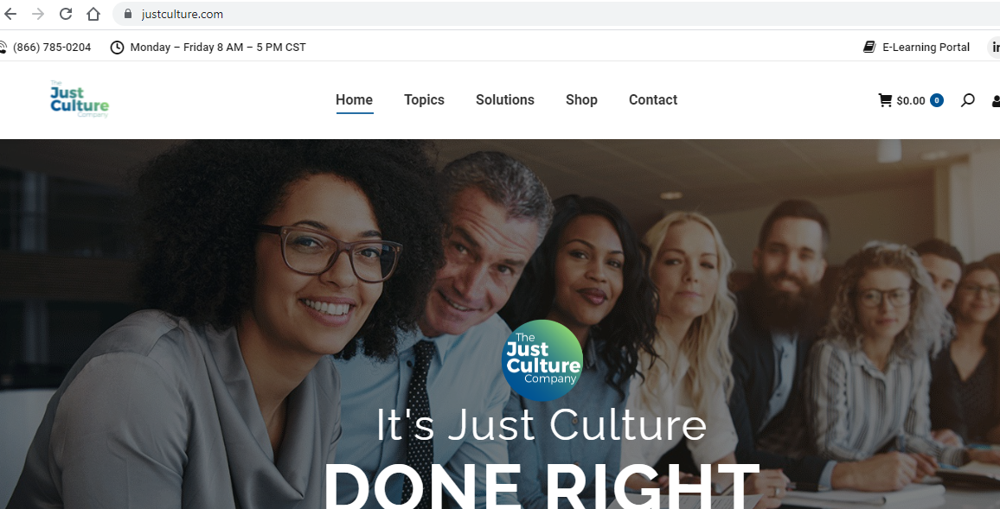 justculture.com
(866) 785-0204 Monday – Friday 8 AM – 5 PM CST E-Learning Portal in
The
Just
Culture
Company
Home Topics Solutions Shop Contact
$0.00 0
The
Just
Culture
Company
It's Just Culture
DONE RIGHT